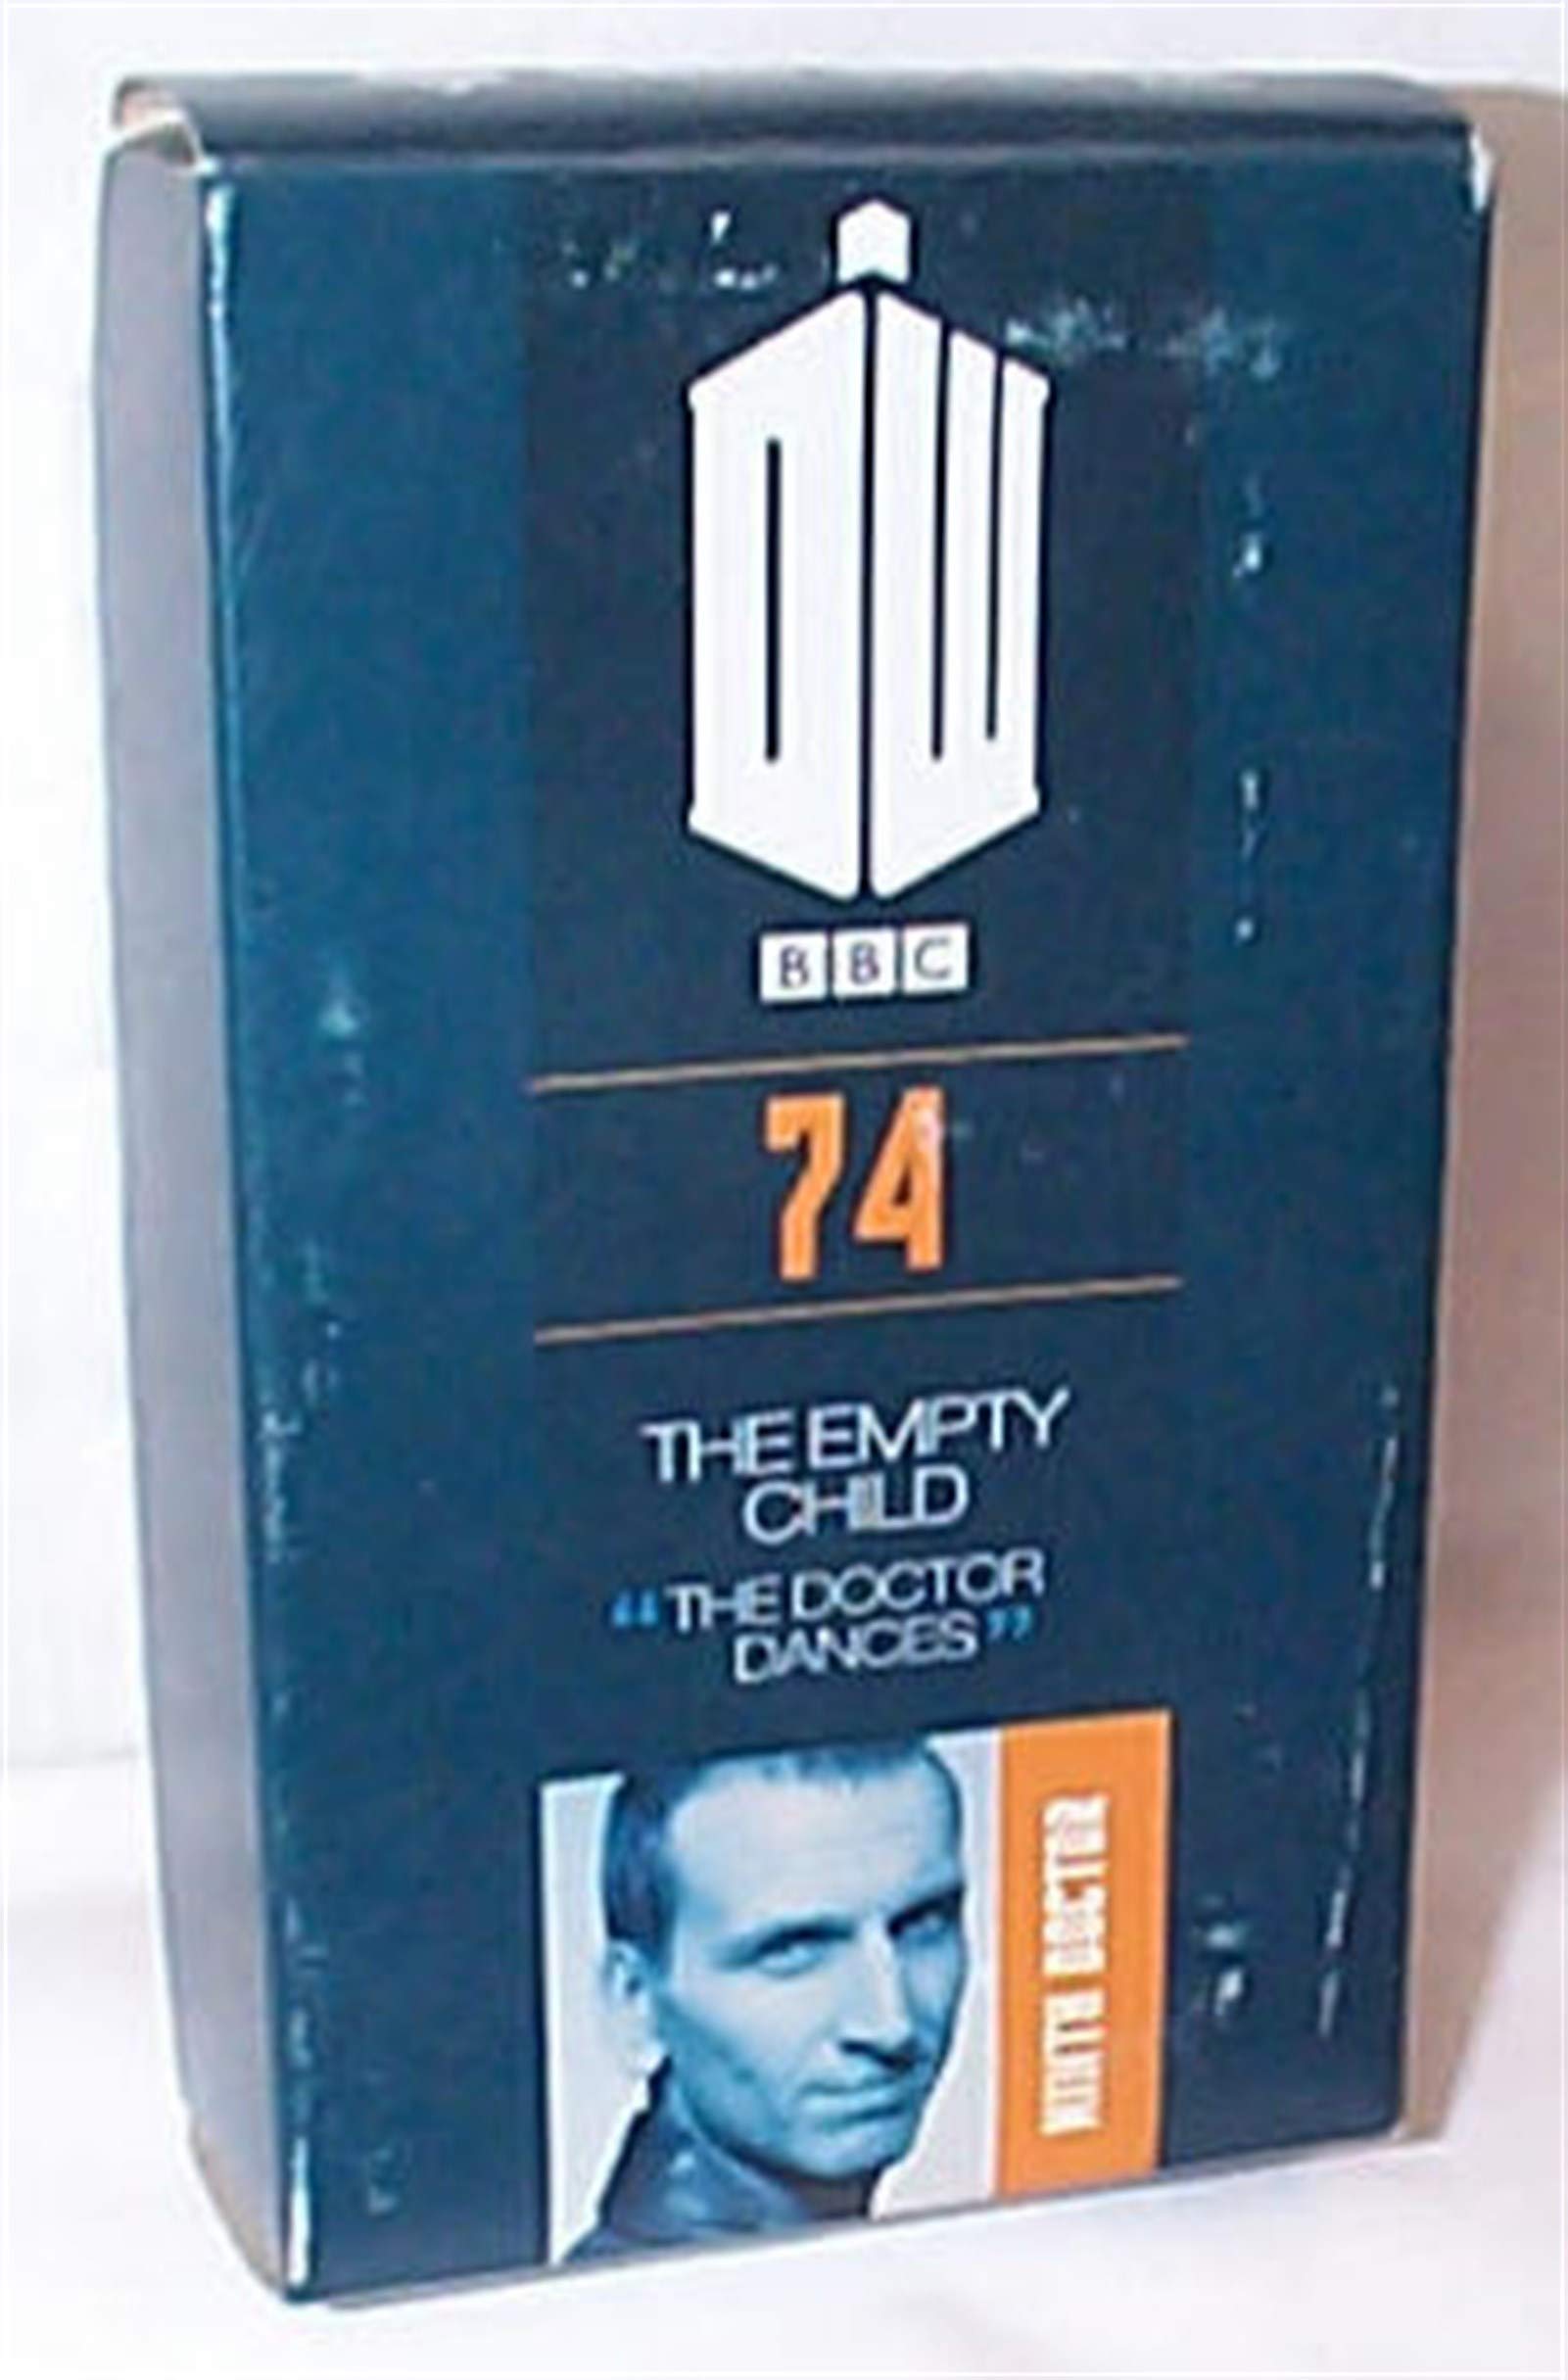 DW
BBC
74
THE EMPTY
CHILD
“THE DOCTOR
DANCES”
NINTH DOCTOR